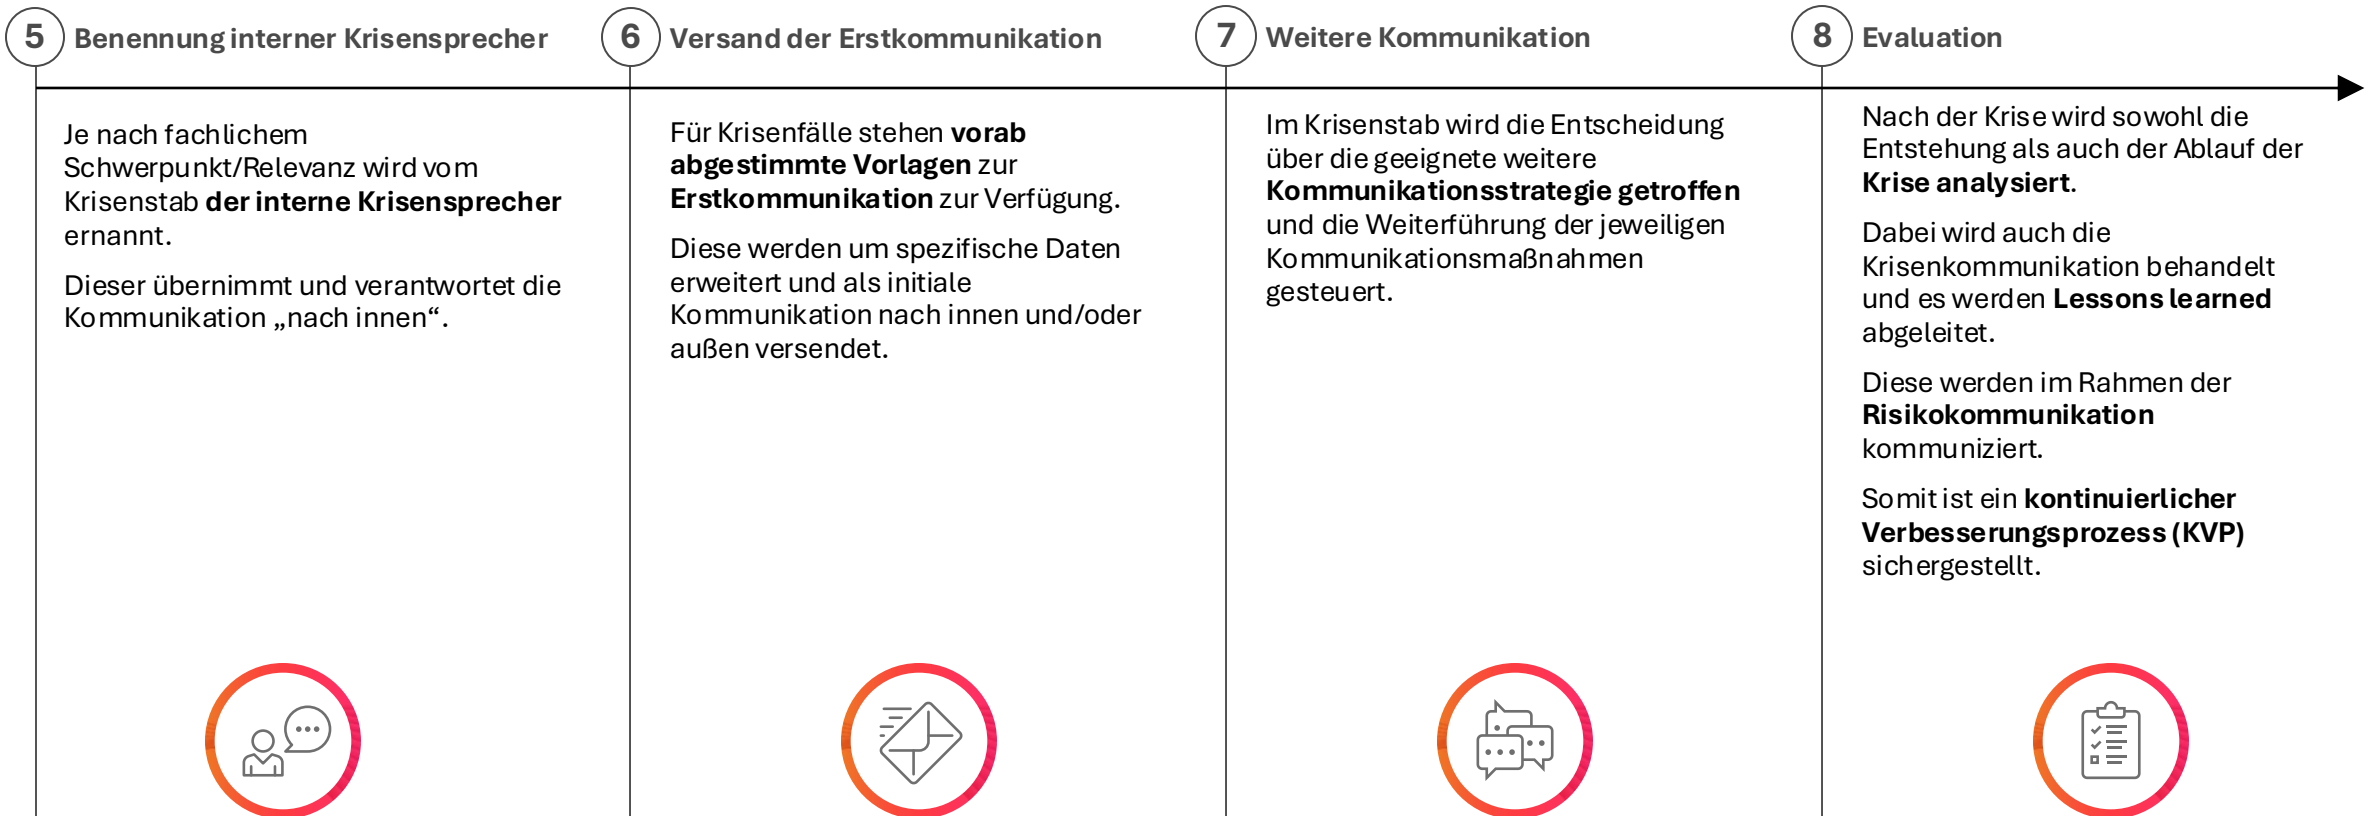 5 Benennung interner Krisensprecher
Je nach fachlichem
Schwerpunkt/Relevanz wird vom
Krisenstab der interne Krisensprecher
ernannt.
Dieser übernimmt und verantwortet die
Kommunikation „nach innen“.
6 Versand der Erstkommunikation
Für Krisenfälle stehen vorab
abgestimmte Vorlagen zur
Erstkommunikation zur Verfügung.
Diese werden um spezifische Daten
erweitert und als initiale
Kommunikation nach innen und/oder
außen versendet.
7 Weitere Kommunikation
Im Krisenstab wird die Entscheidung
über die geeignete weitere
Kommunikationsstrategie getroffen
und die Weiterführung der jeweiligen
Kommunikationsmaßnahmen
gesteuert.
8 Evaluation
Nach der Krise wird sowohl die
Entstehung als auch der Ablauf der
Krise analysiert.
Dabei wird auch die
Krisenkommunikation behandelt
und es werden Lessons learned
abgeleitet.
Diese werden im Rahmen der
Risikokommunikation
kommuniziert.
Somit ist ein kontinuierlicher
Verbesserungsprozess (KVP)
sichergestellt.